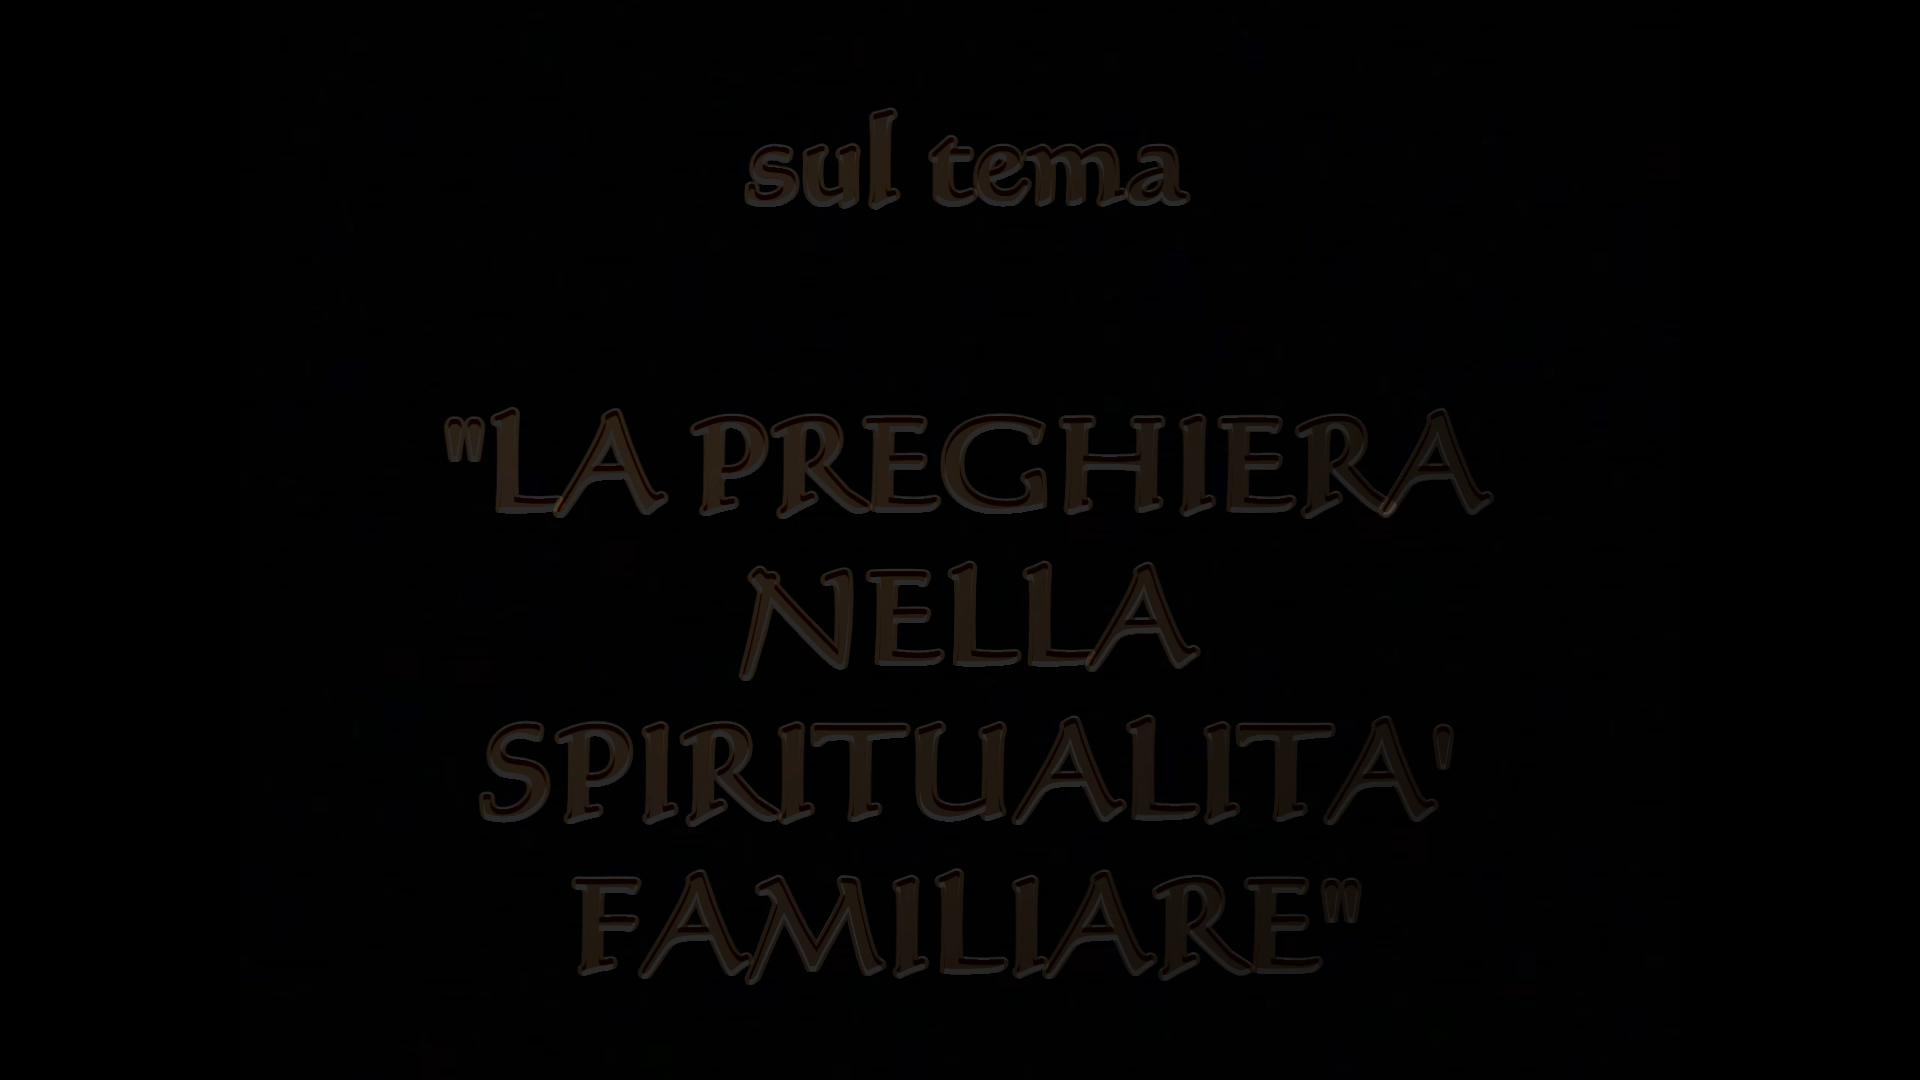 sul tema
"LA PREGHIERA
NELLA
SPIRITUALITA'
FAMILIARE"